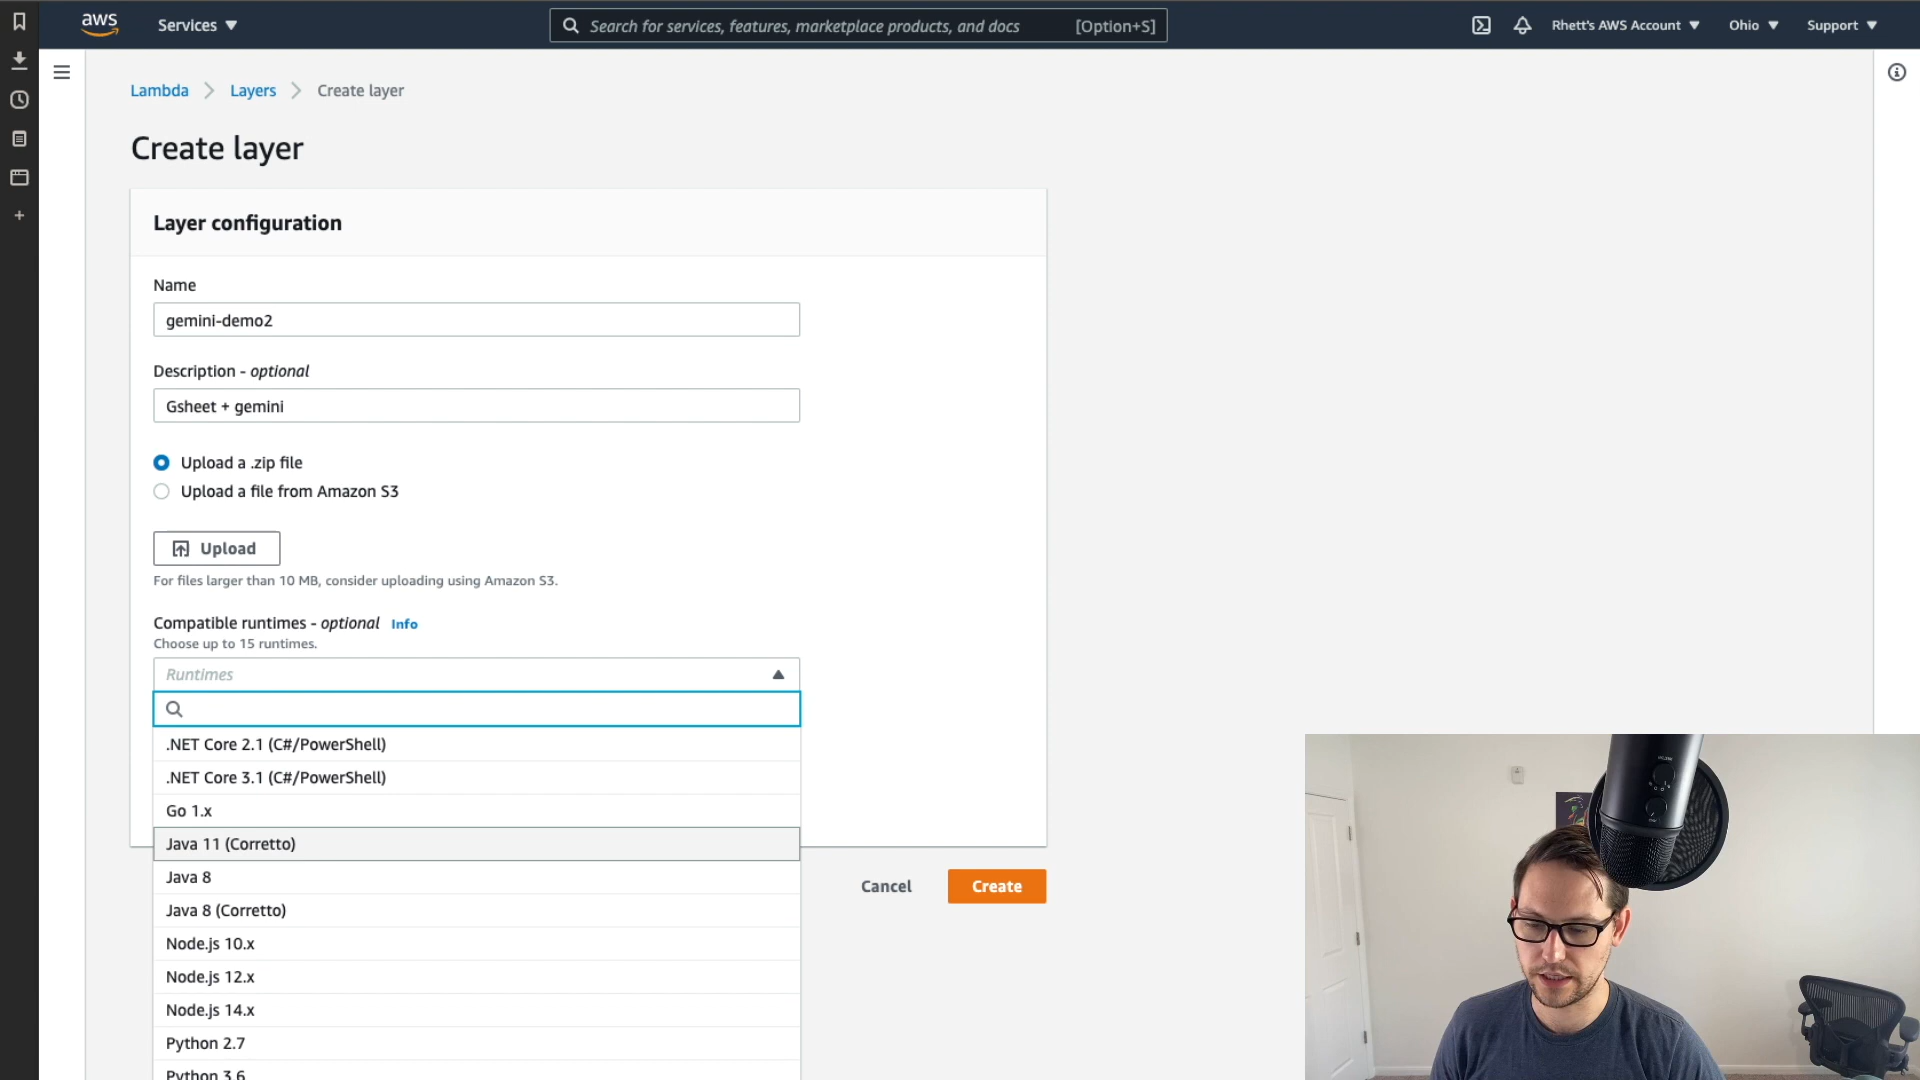 aws
Services
Search for services, features, marketplace products, and docs [Option+S]
Rhett's AWS Account
Ohio
Support
Lambda
Layers
Create layer
Create layer
Layer configuration
Name
gemini-demo2
Description - optional
Gsheet + gemini
Upload a .zip file
Upload a file from Amazon S3
Upload
For files larger than 10 MB, consider uploading using Amazon S3.
Compatible runtimes - optional Info
Choose up to 15 runtimes.
Runtimes
.NET Core 2.1 (C#/PowerShell)
.NET Core 3.1 (C#/PowerShell)
Go 1.x
Java 11 (Corretto)
Java 8
Java 8 (Corretto)
Node.js 10.x
Node.js 12.x
Node.js 14.x
Python 2.7
Python 3.6
Cancel
Create